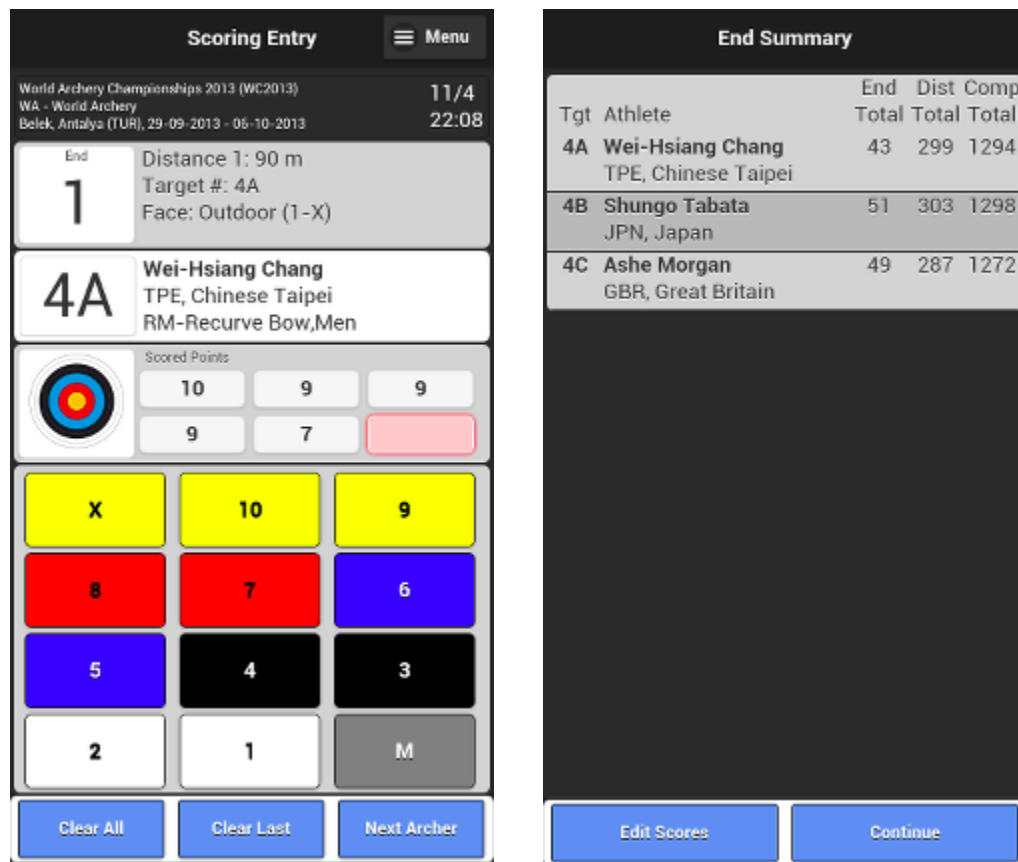 Scoring Entry
Menu
World Archery Championships 2013 (WC2013)
WA - World Archery
Belek, Antalya (TUR), 29-09-2013 - 06-10-2013
11/4
22:08
End
1
Distance 1: 90 m
Target #: 4A
Face: Outdoor (1-X)
4A
Wei-Hsiang Chang
TPE, Chinese Taipei
RM-Recurve Bow,Men
Scored Points
10 9 9
9 7
X 10 9
8 7 6
5 4 3
2 1 M
Clear All Clear Last Next Archer
End Summary
End Dist Comp
Tgt Athlete Total Total Total
4A Wei-Hsiang Chang 43 299 1294
TPE, Chinese Taipei
4B Shungo Tabata 51 303 1298
JPN, Japan
4C Ashe Morgan 49 287 1272
GBR, Great Britain
Edit Scores Continue